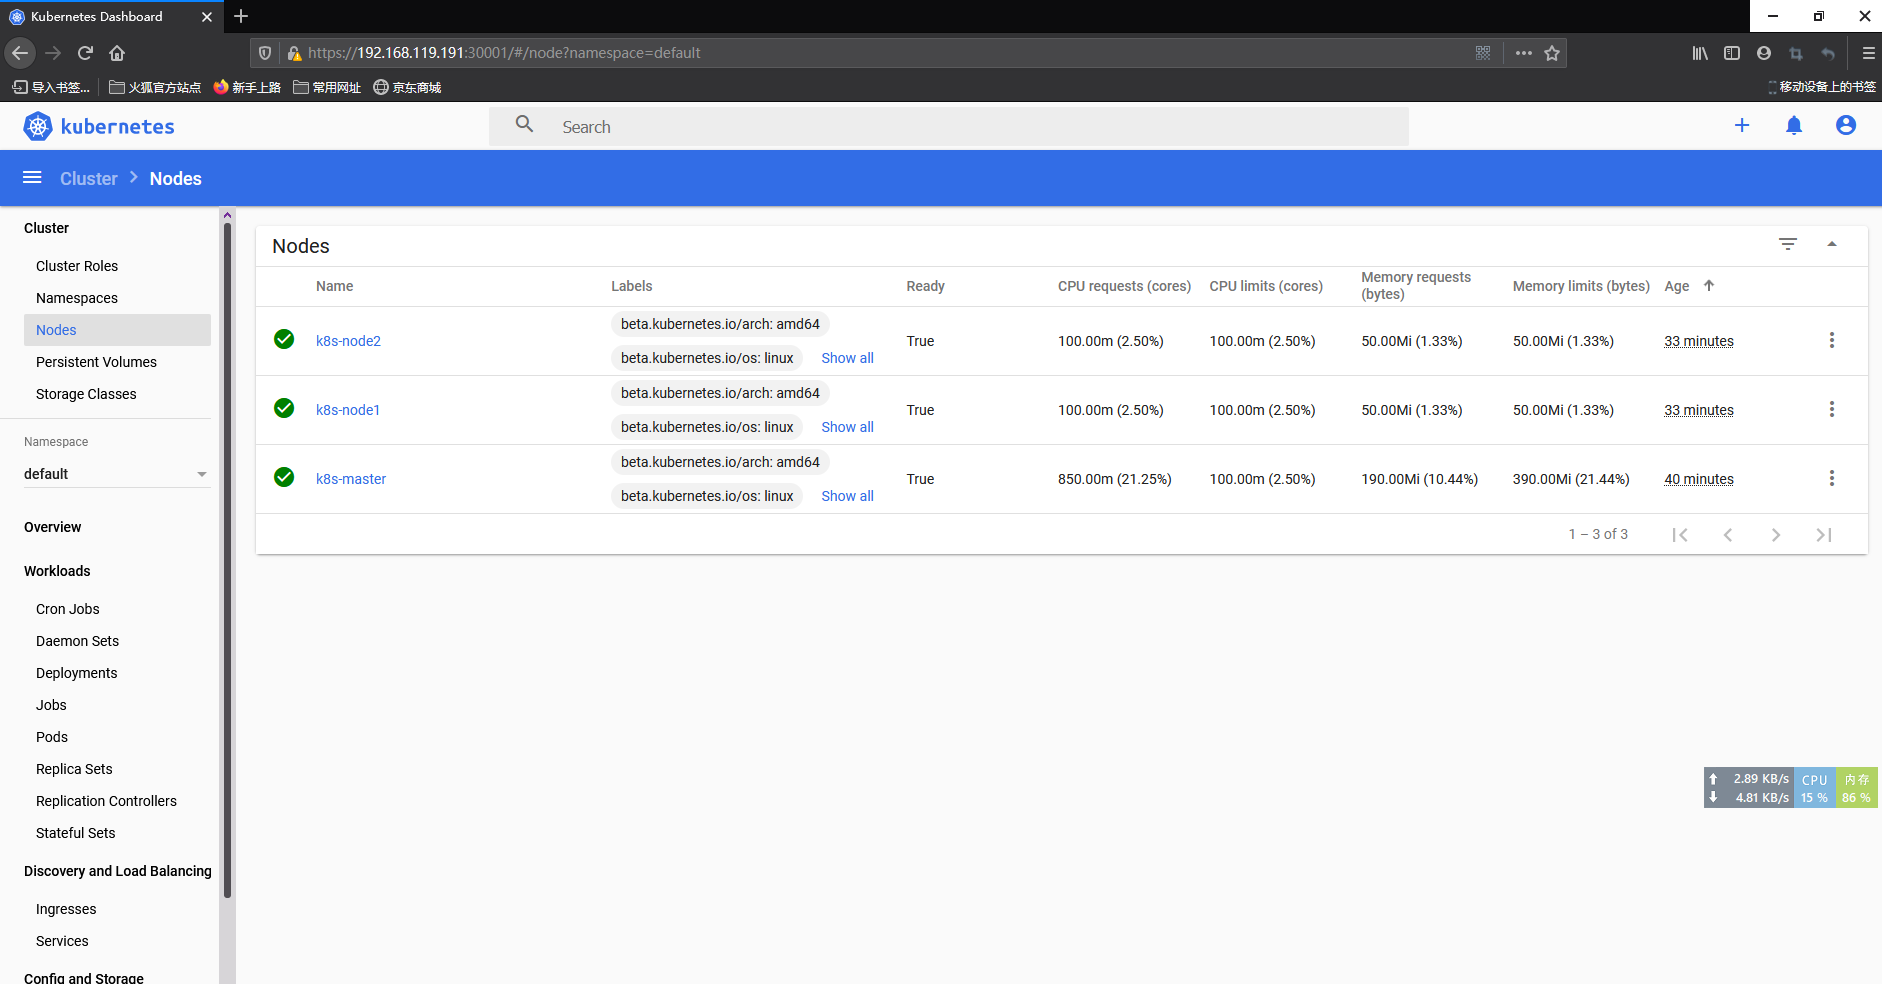 Kubernetes Dashboard
https://192.168.119.191:30001/#/node?namespace=default
导入书签... 火狐官方站点 新手上路 常用网址 京东商城 移动设备上的书签
kubernetes Search
Cluster Nodes
Cluster
Cluster Roles
Namespaces
Nodes
Persistent Volumes
Storage Classes
Namespace
default
Overview
Workloads
Cron Jobs
Daemon Sets
Deployments
Jobs
Pods
Replica Sets
Replication Controllers
Stateful Sets
Discovery and Load Balancing
Ingresses
Services
Config and Storage
Nodes
Name Labels Ready CPU requests (cores) CPU limits (cores) Memory requests (bytes) Memory limits (bytes) Age
k8s-node2 beta.kubernetes.io/arch: amd64 True 100.00m (2.50%) 100.00m (2.50%) 50.00Mi (1.33%) 50.00Mi (1.33%) 33 minutes
beta.kubernetes.io/os: linux Show all
k8s-node1 beta.kubernetes.io/arch: amd64 True 100.00m (2.50%) 100.00m (2.50%) 50.00Mi (1.33%) 50.00Mi (1.33%) 33 minutes
beta.kubernetes.io/os: linux Show all
k8s-master beta.kubernetes.io/arch: amd64 True 850.00m (21.25%) 100.00m (2.50%) 190.00Mi (10.44%) 390.00Mi (21.44%) 40 minutes
beta.kubernetes.io/os: linux Show all
1 – 3 of 3
2.89 KB/s CPU 内存
4.81 KB/s 15 % 86 %